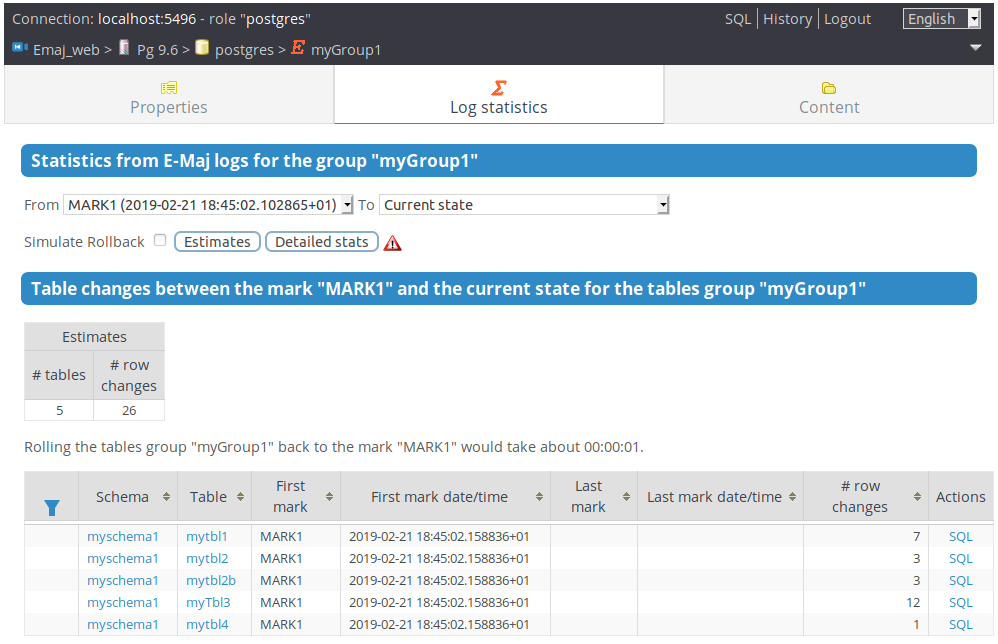 Connection: localhost:5496 - role "postgres" SQL History Logout English
Emaj_web > Pg 9.6 > postgres > E myGroup1
Properties Log statistics Content
Statistics from E-Maj logs for the group "myGroup1"
From MARK1 (2019-02-21 18:45:02.102865+01) To Current state
Simulate Rollback Estimates Detailed stats
Table changes between the mark "MARK1" and the current state for the tables group "myGroup1"
Estimates
# tables # row changes
5 26
Rolling the tables group "myGroup1" back to the mark "MARK1" would take about 00:00:01.
Schema Table First mark First mark date/time Last mark Last mark date/time # row changes Actions
myschema1 mytbl1 MARK1 2019-02-21 18:45:02.158836+01 7 SQL
myschema1 mytbl2 MARK1 2019-02-21 18:45:02.158836+01 3 SQL
myschema1 mytbl2b MARK1 2019-02-21 18:45:02.158836+01 3 SQL
myschema1 myTbl3 MARK1 2019-02-21 18:45:02.158836+01 12 SQL
myschema1 mytbl4 MARK1 2019-02-21 18:45:02.158836+01 1 SQL